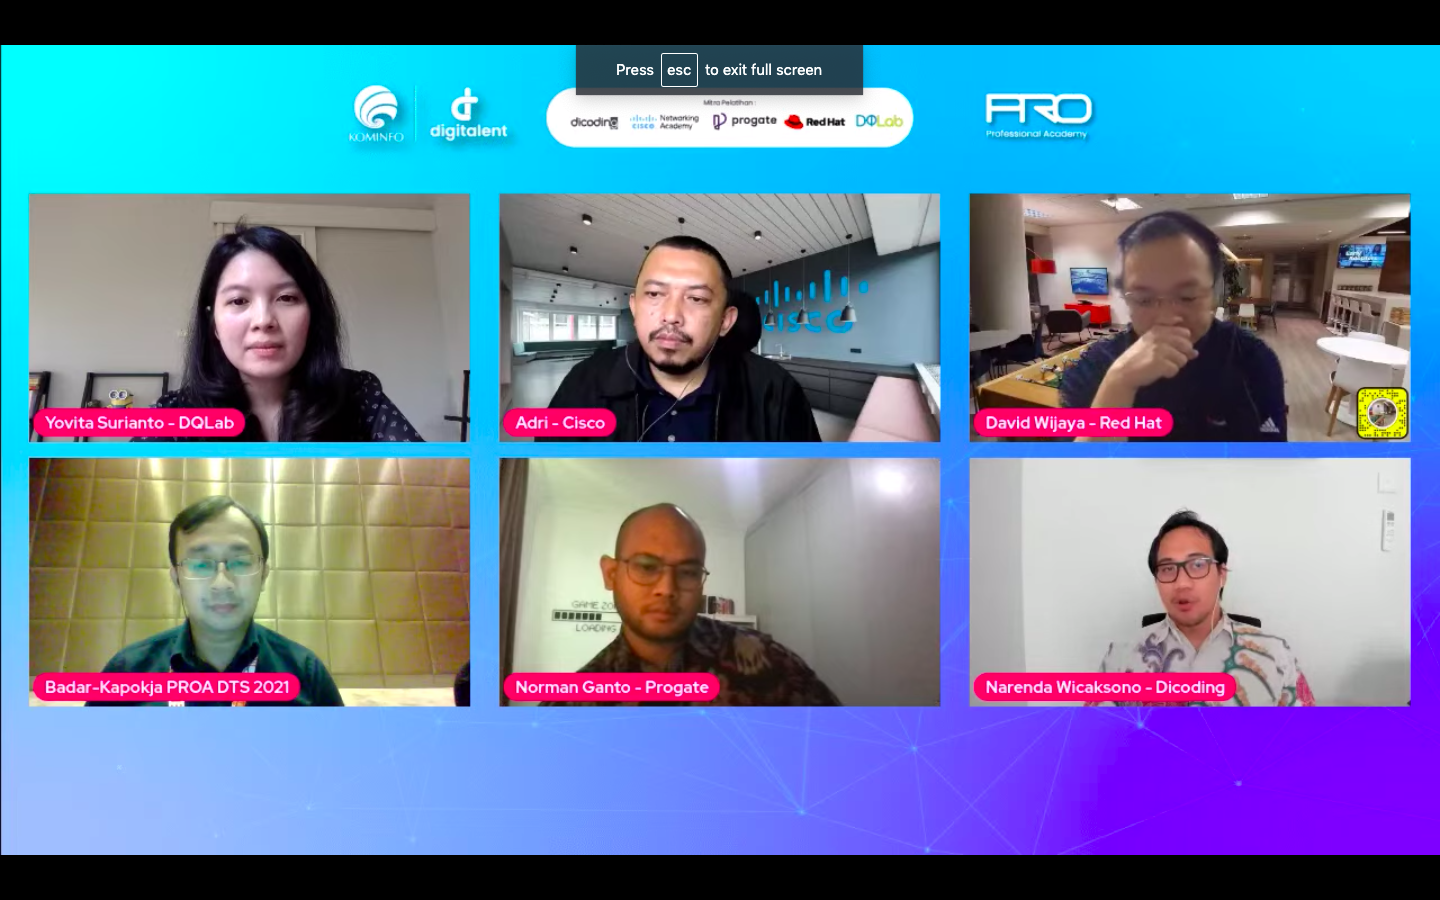 Press esc to exit full screen
KOMINFO
digitalent
Mitra Pelatihan :
dicoding
CISCO Networking Academy
progate
Red Hat
DQLab
PRO
Professional Academy
CISCO
Yovita Surianto - DQLab
Adri - Cisco
David Wijaya - Red Hat
GAME ZO
LOADING
Badar-Kapokja PROA DTS 2021
Norman Ganto - Progate
Narenda Wicaksono - Dicoding